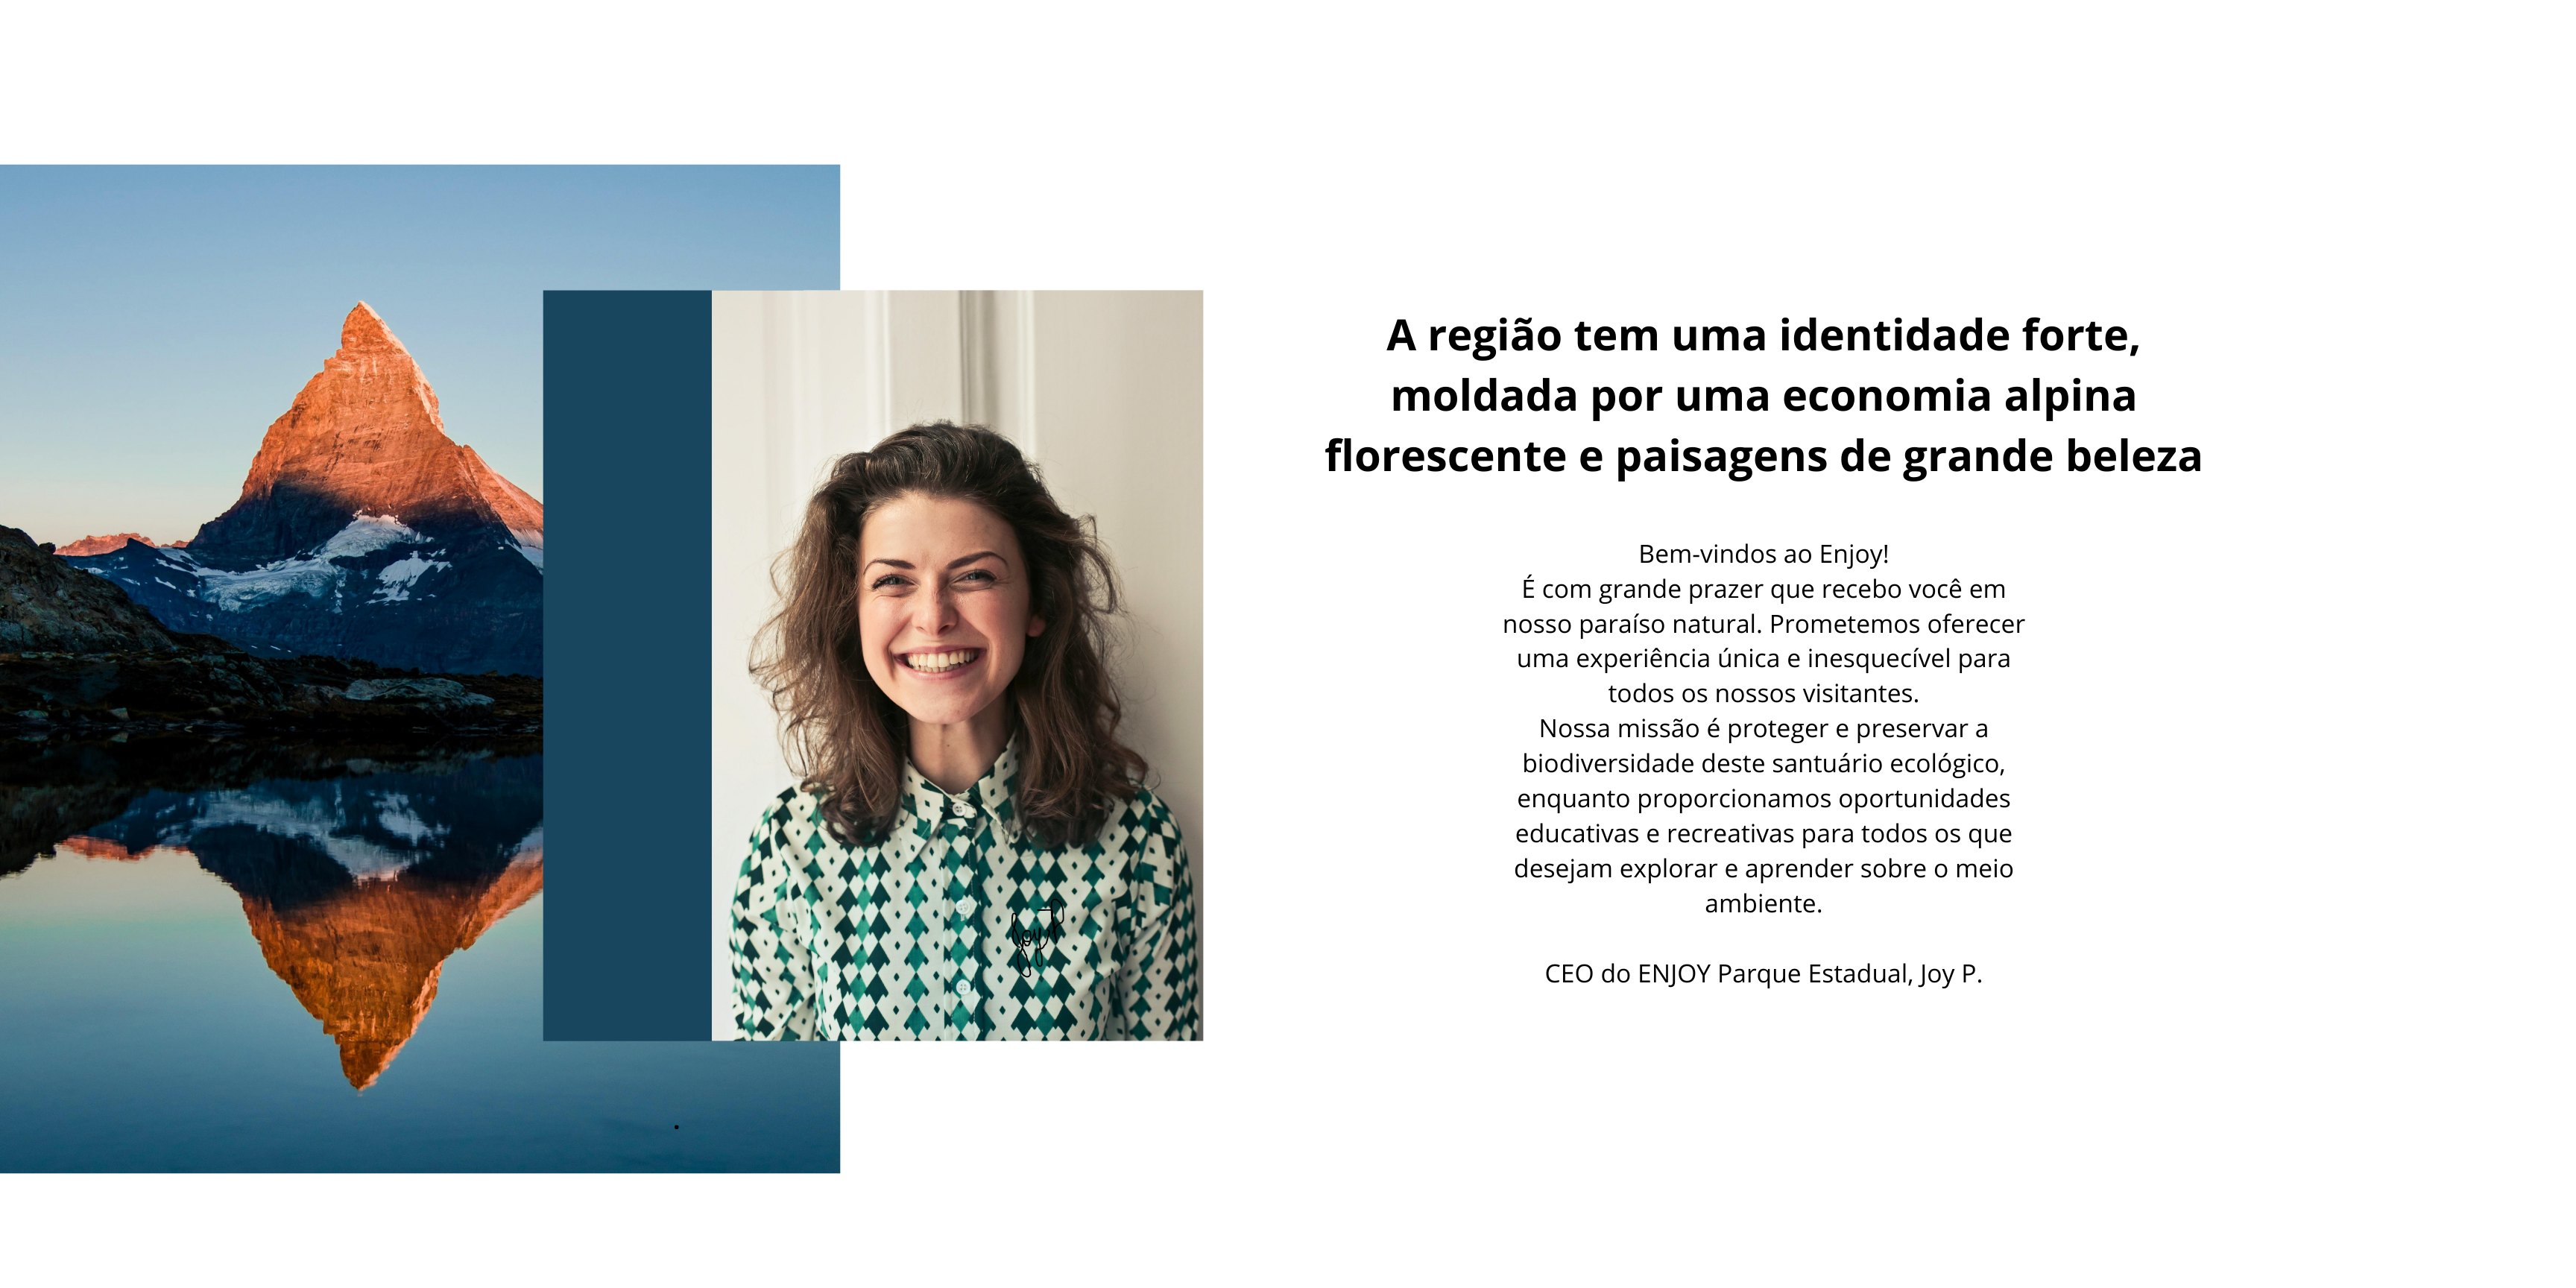 A região tem uma identidade forte,
moldada por uma economia alpina
florescente e paisagens de grande beleza
Bem-vindos ao Enjoy!
É com grande prazer que recebo você em
nosso paraíso natural. Prometemos oferecer
uma experiência única e inesquecível para
todos os nossos visitantes.
Nossa missão é proteger e preservar a
biodiversidade deste santuário ecológico,
enquanto proporcionamos oportunidades
educativas e recreativas para todos os que
desejam explorar e aprender sobre o meio
ambiente.
CEO do ENJOY Parque Estadual, Joy P.
JoyP